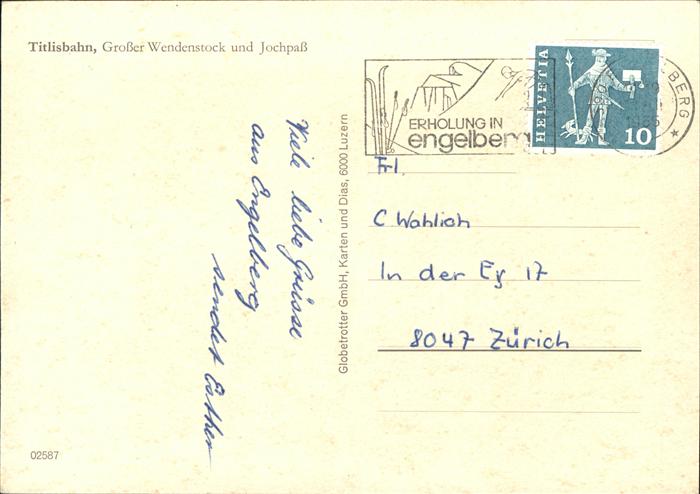 Titlisbahn, Großer Wendenstock und Jochpaß
Viele liebe Grüsse
aus Engelberg
sendet Esther
Globetrotter GmbH, Karten und Dias, 6000 Luzern
ERHOLUNG IN
engelberg
HELVETIA
10
ELBERG
Frl.
C Wahlich
In der Ey 17
8047 Zürich
02587